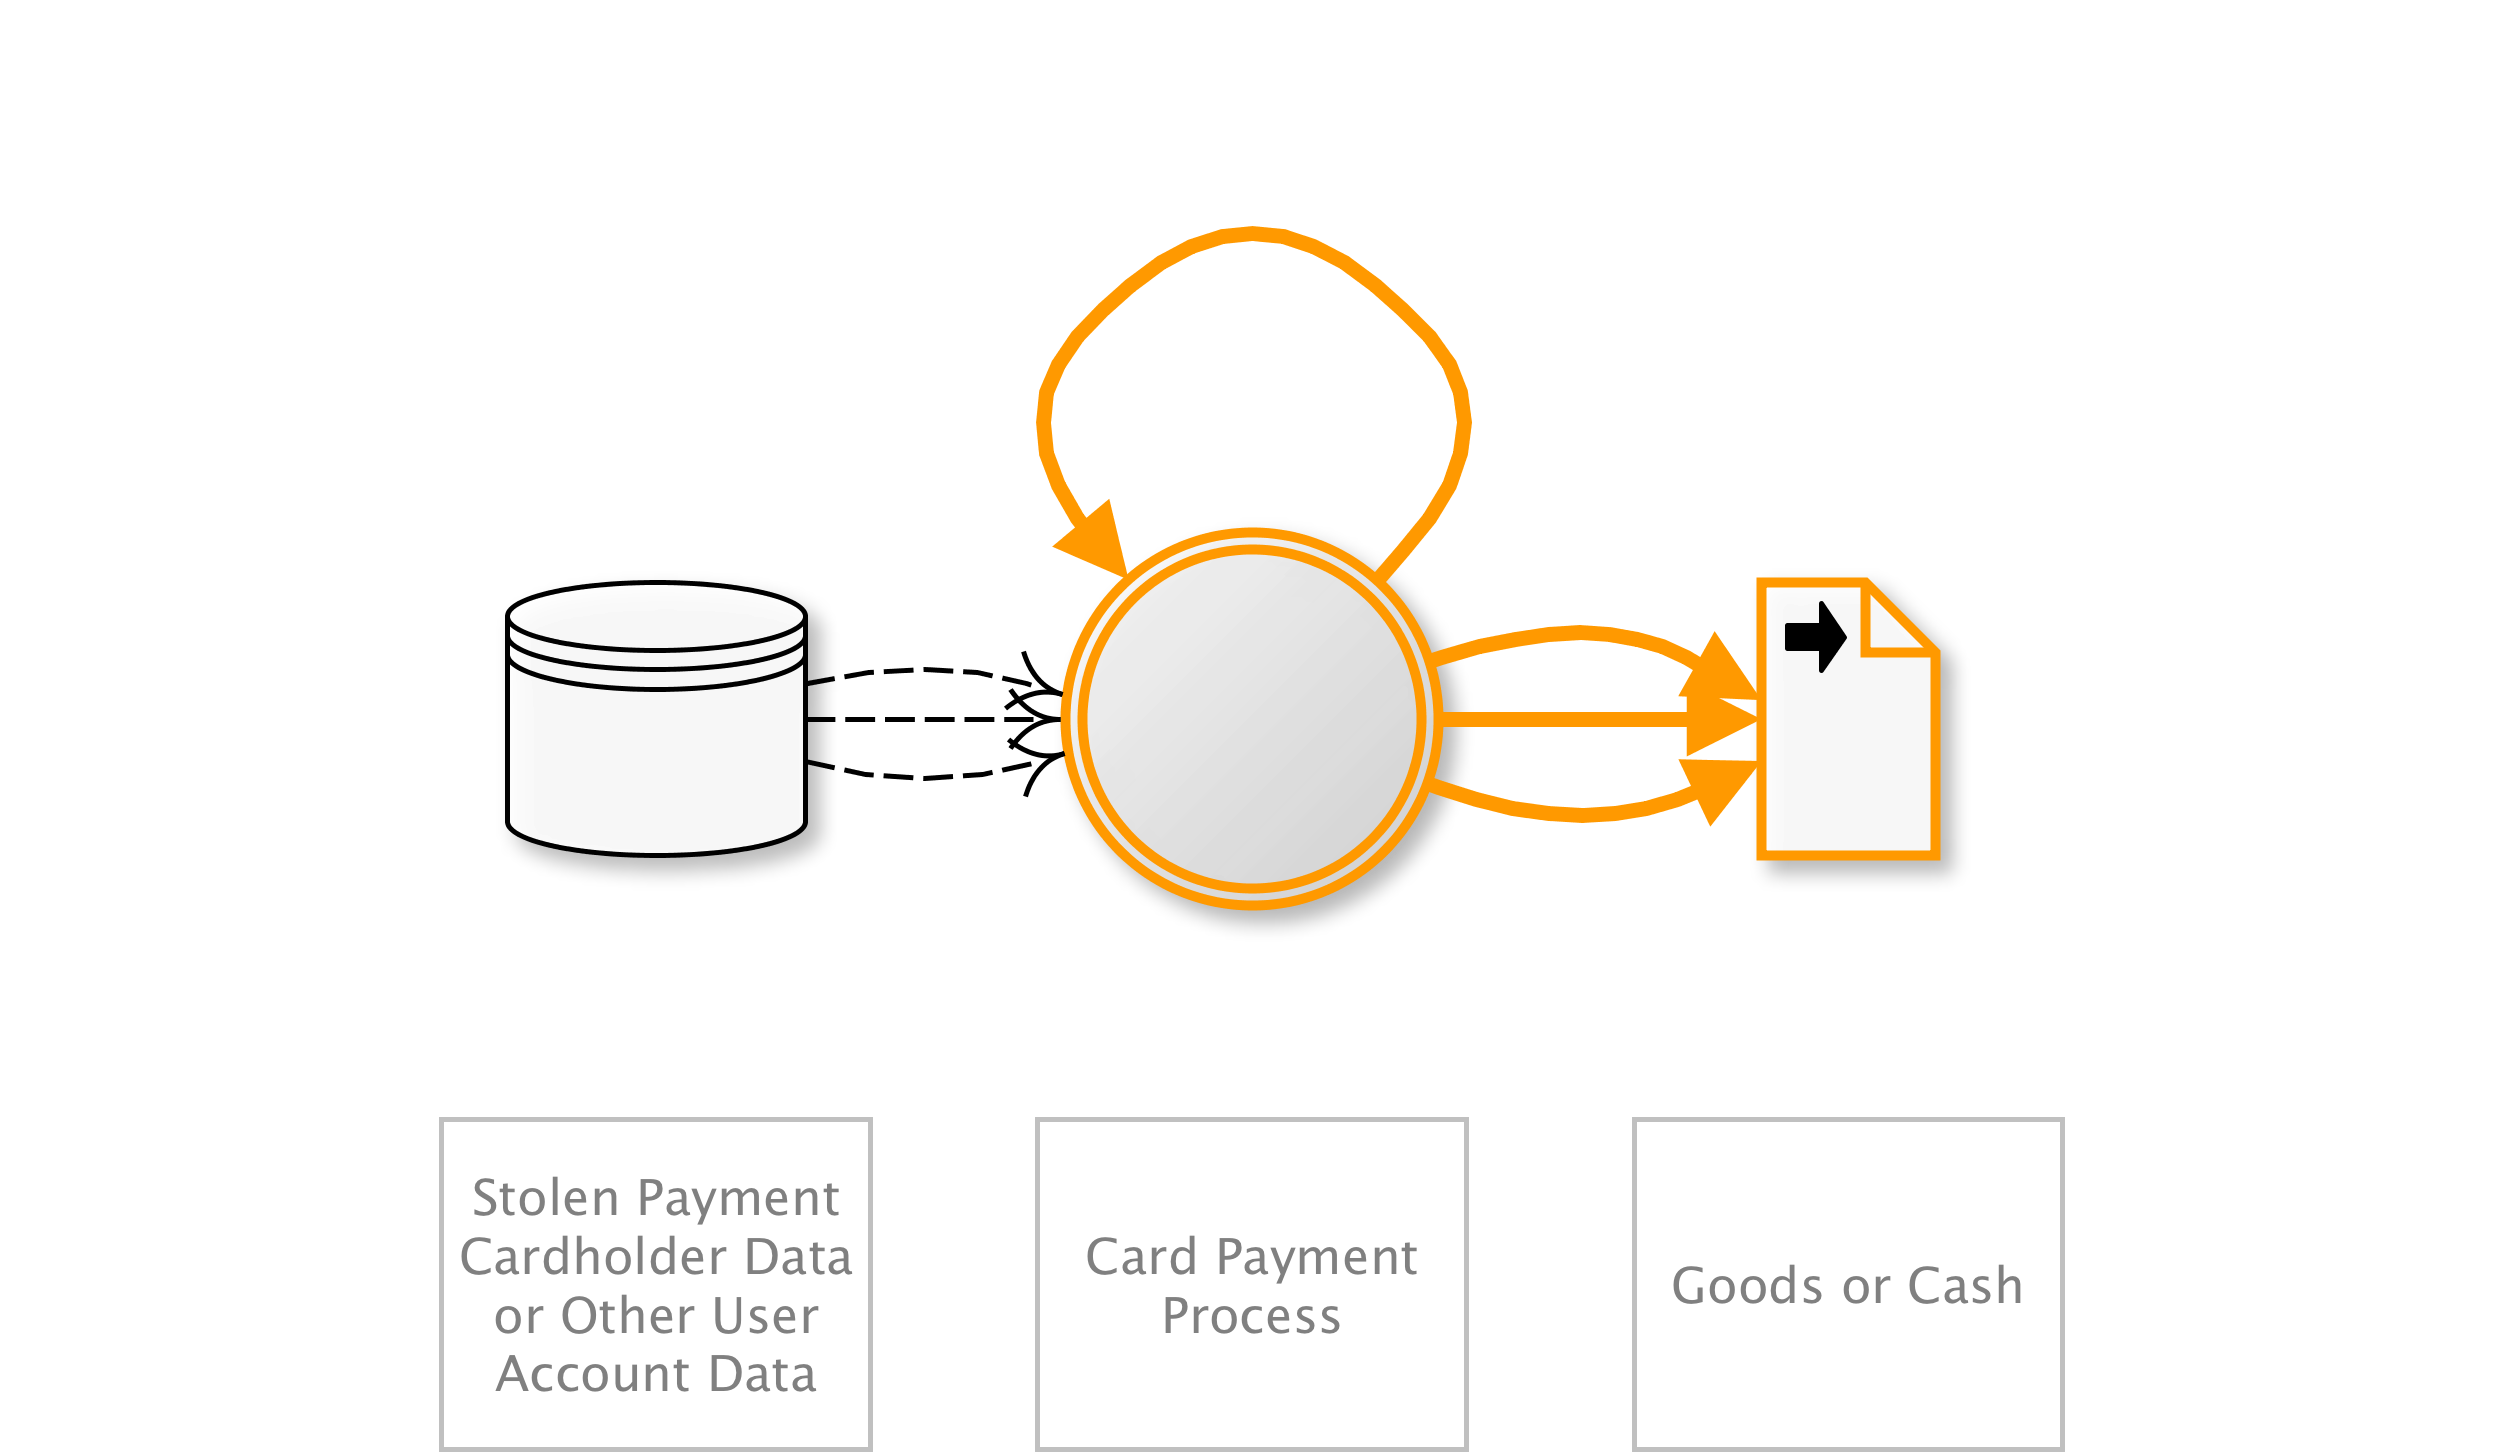 Stolen Payment
Cardholder Data
or Other User
Account Data
Card Payment
Process
Goods or Cash